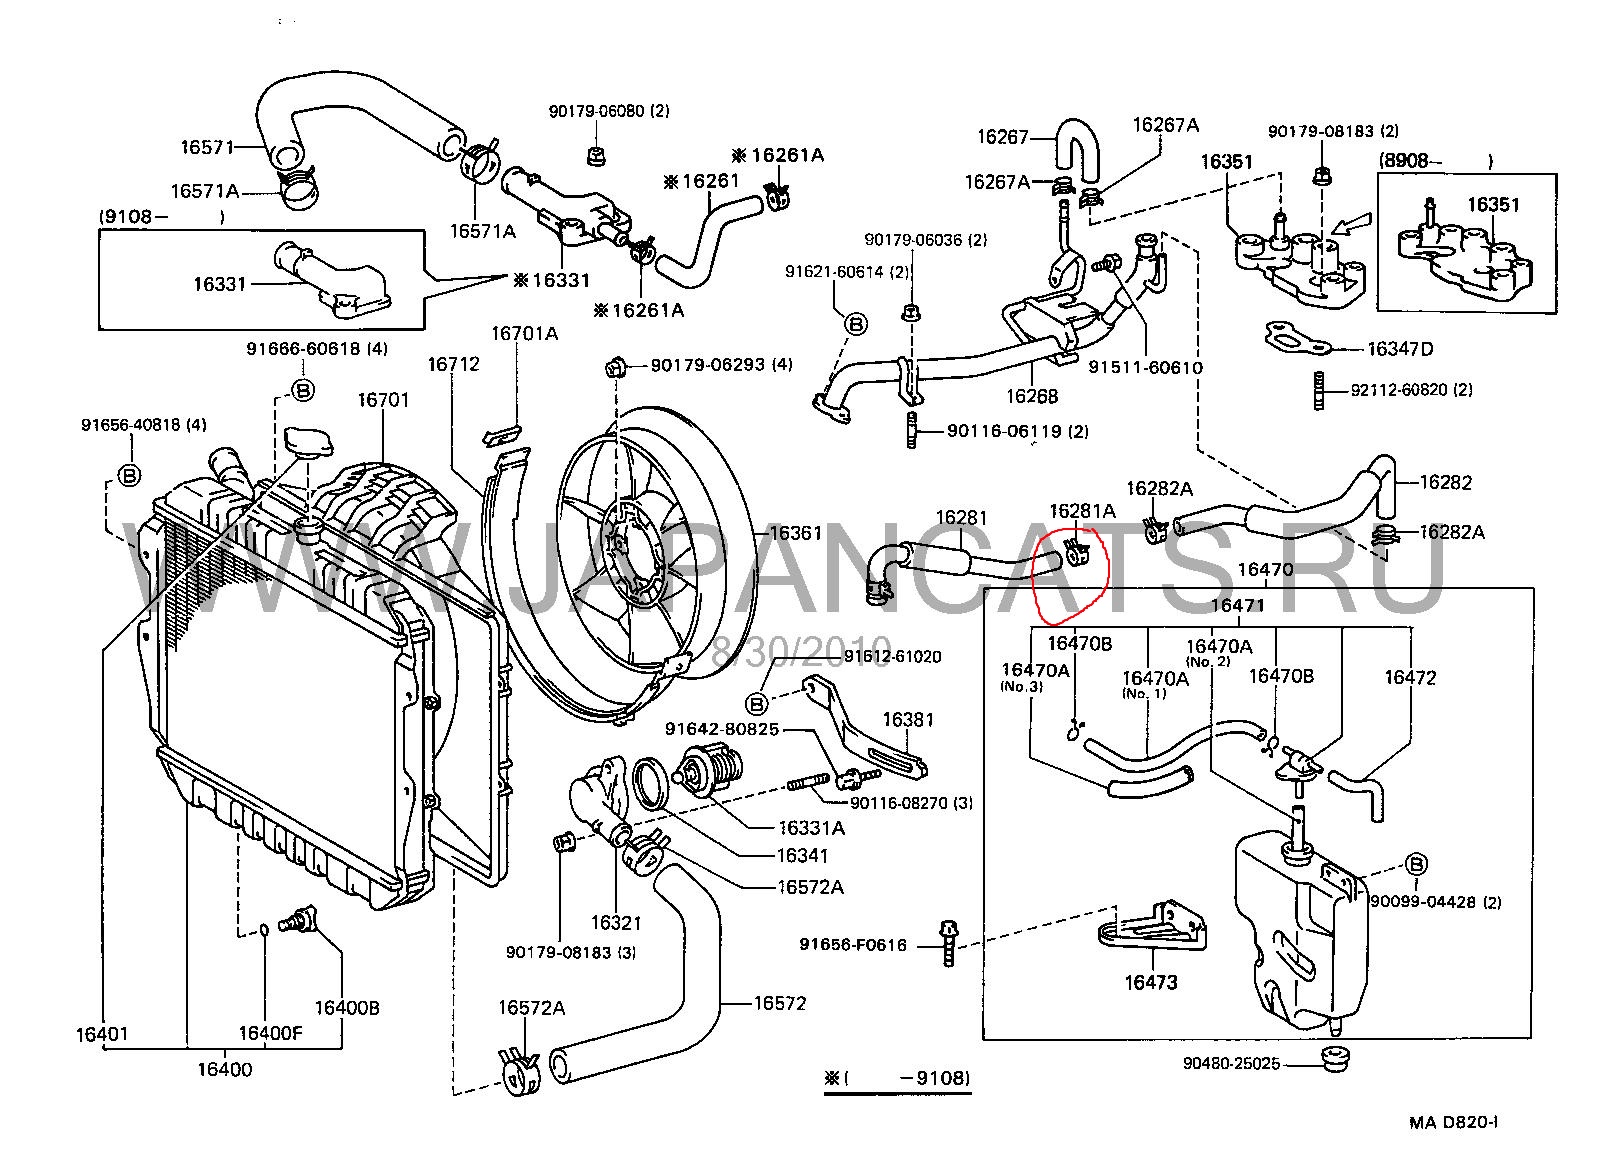 90179-06080 (2)
16571
16571A
(9108-      )
16331
16571A
※16261A
※16261
※16331
※16261A
16267
16267A
16267A
90179-08183 (2)
16351
(8908-      )
16351
90179-06036 (2)
91621-60614 (2)
B
91511-60610
16268
16347D
92112-60820 (2)
90116-06119 (2)
91666-60618 (4)
B
16701A
16712
90179-06293 (4)
16701
91656-40818 (4)
B
16361
16281
16281A
16282A
16282
16282A
WWW.JAPANCATS.RU
8/30/2010
16470
16471
16470B
16470A
(No.3)
16470A
(No.1)
16470A
(No.2)
16470B
16472
91612-61020
B
16381
91642-80825
90116-08270 (3)
16331A
16341
16572A
16321
90179-08183 (3)
16572
16572A
B
90099-04428 (2)
91656-F0616
16473
90480-25025
16401
16400F
16400B
16400
※(      -9108)
MA D820-I